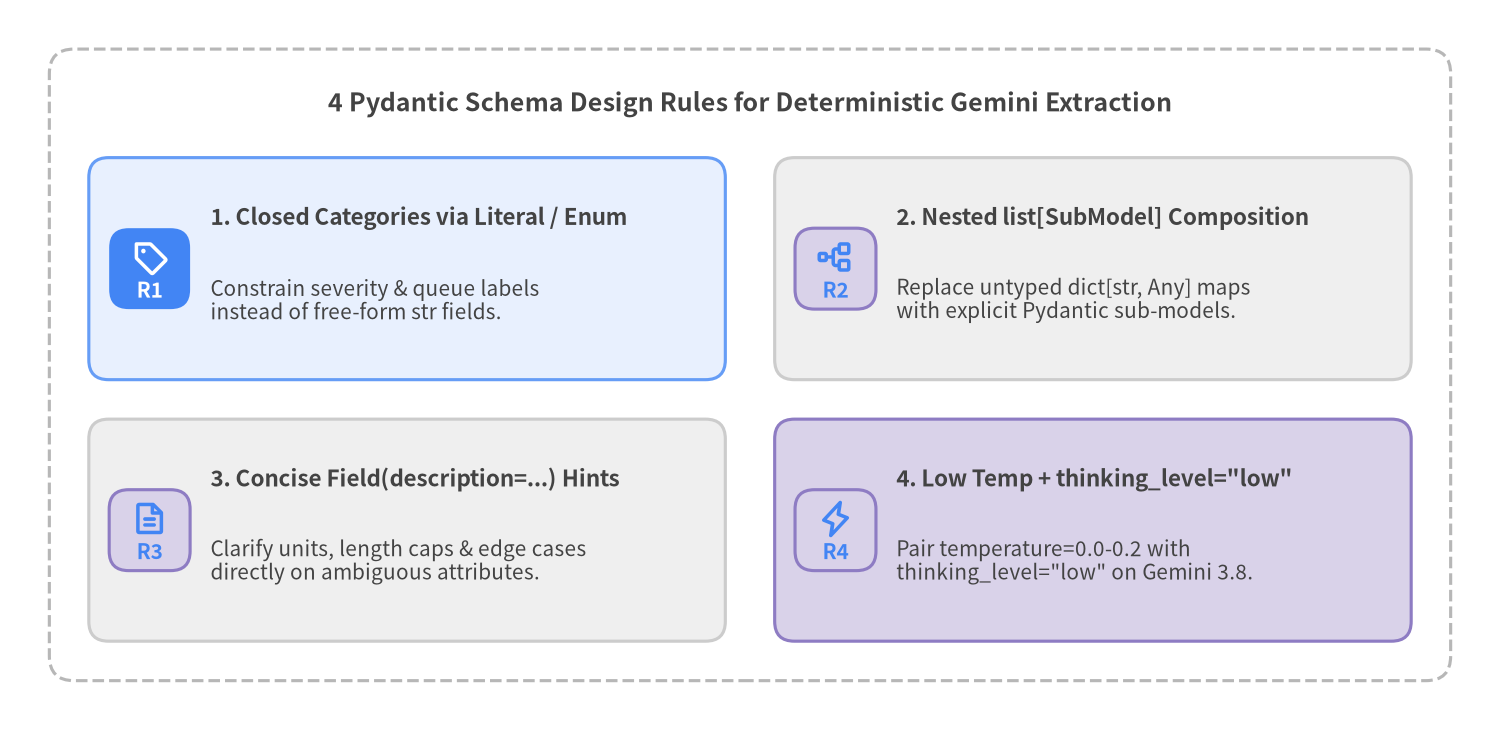 4 Pydantic Schema Design Rules for Deterministic Gemini Extraction
1. Closed Categories via Literal / Enum
R1
Constrain severity & queue labels
instead of free-form str fields.
2. Nested list[SubModel] Composition
R2
Replace untyped dict[str, Any] maps
with explicit Pydantic sub-models.
3. Concise Field(description=...) Hints
R3
Clarify units, length caps & edge cases
directly on ambiguous attributes.
4. Low Temp + thinking_level="low"
R4
Pair temperature=0.0-0.2 with
thinking_level="low" on Gemini 3.8.